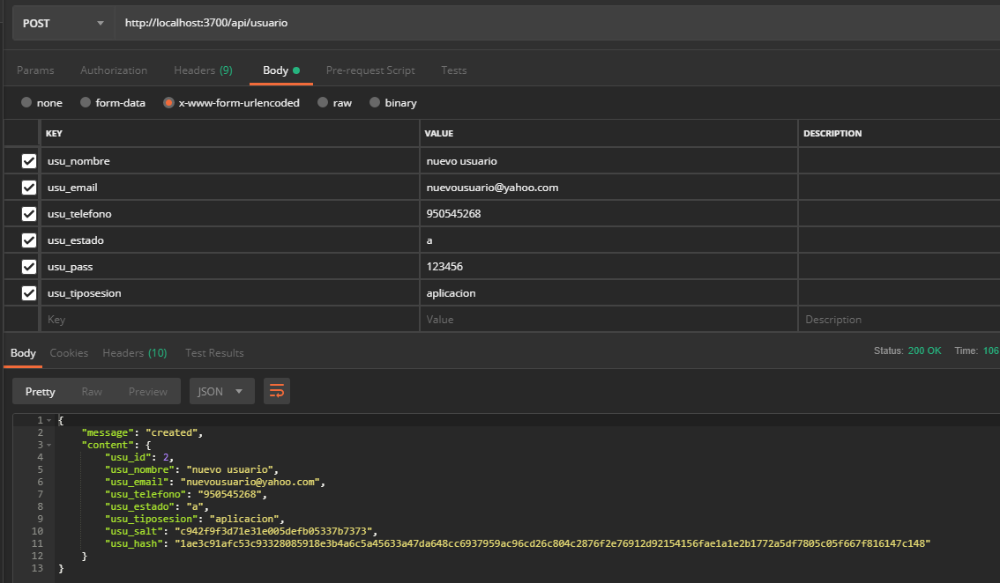 POST http://localhost:3700/api/usuario
Params Authorization Headers (9) Body Pre-request Script Tests
none form-data x-www-form-urlencoded raw binary
KEY VALUE DESCRIPTION
usu_nombre nuevo usuario
usu_email nuevousuario@yahoo.com
usu_telefono 950545268
usu_estado a
usu_pass 123456
usu_tiposesion aplicacion
Key Value Description
Body Cookies Headers (10) Test Results Status: 200 OK Time: 106
Pretty Raw Preview JSON
1 {
2 "message": "created",
3 "content": {
4 "usu_id": 2,
5 "usu_nombre": "nuevo usuario",
6 "usu_email": "nuevousuario@yahoo.com",
7 "usu_telefono": "950545268",
8 "usu_estado": "a",
9 "usu_tiposesion": "aplicacion",
10 "usu_salt": "c942f9f3d71e31e005defb05337b7373",
11 "usu_hash": "1ae3c91afc53c93328085918e3b4a6c5a45633a47da648cc6937959ac96cd26c804c2876f2e76912d92154156fae1a1e2b1772a5df7805c05f667f816147c148"
12 }
13 }